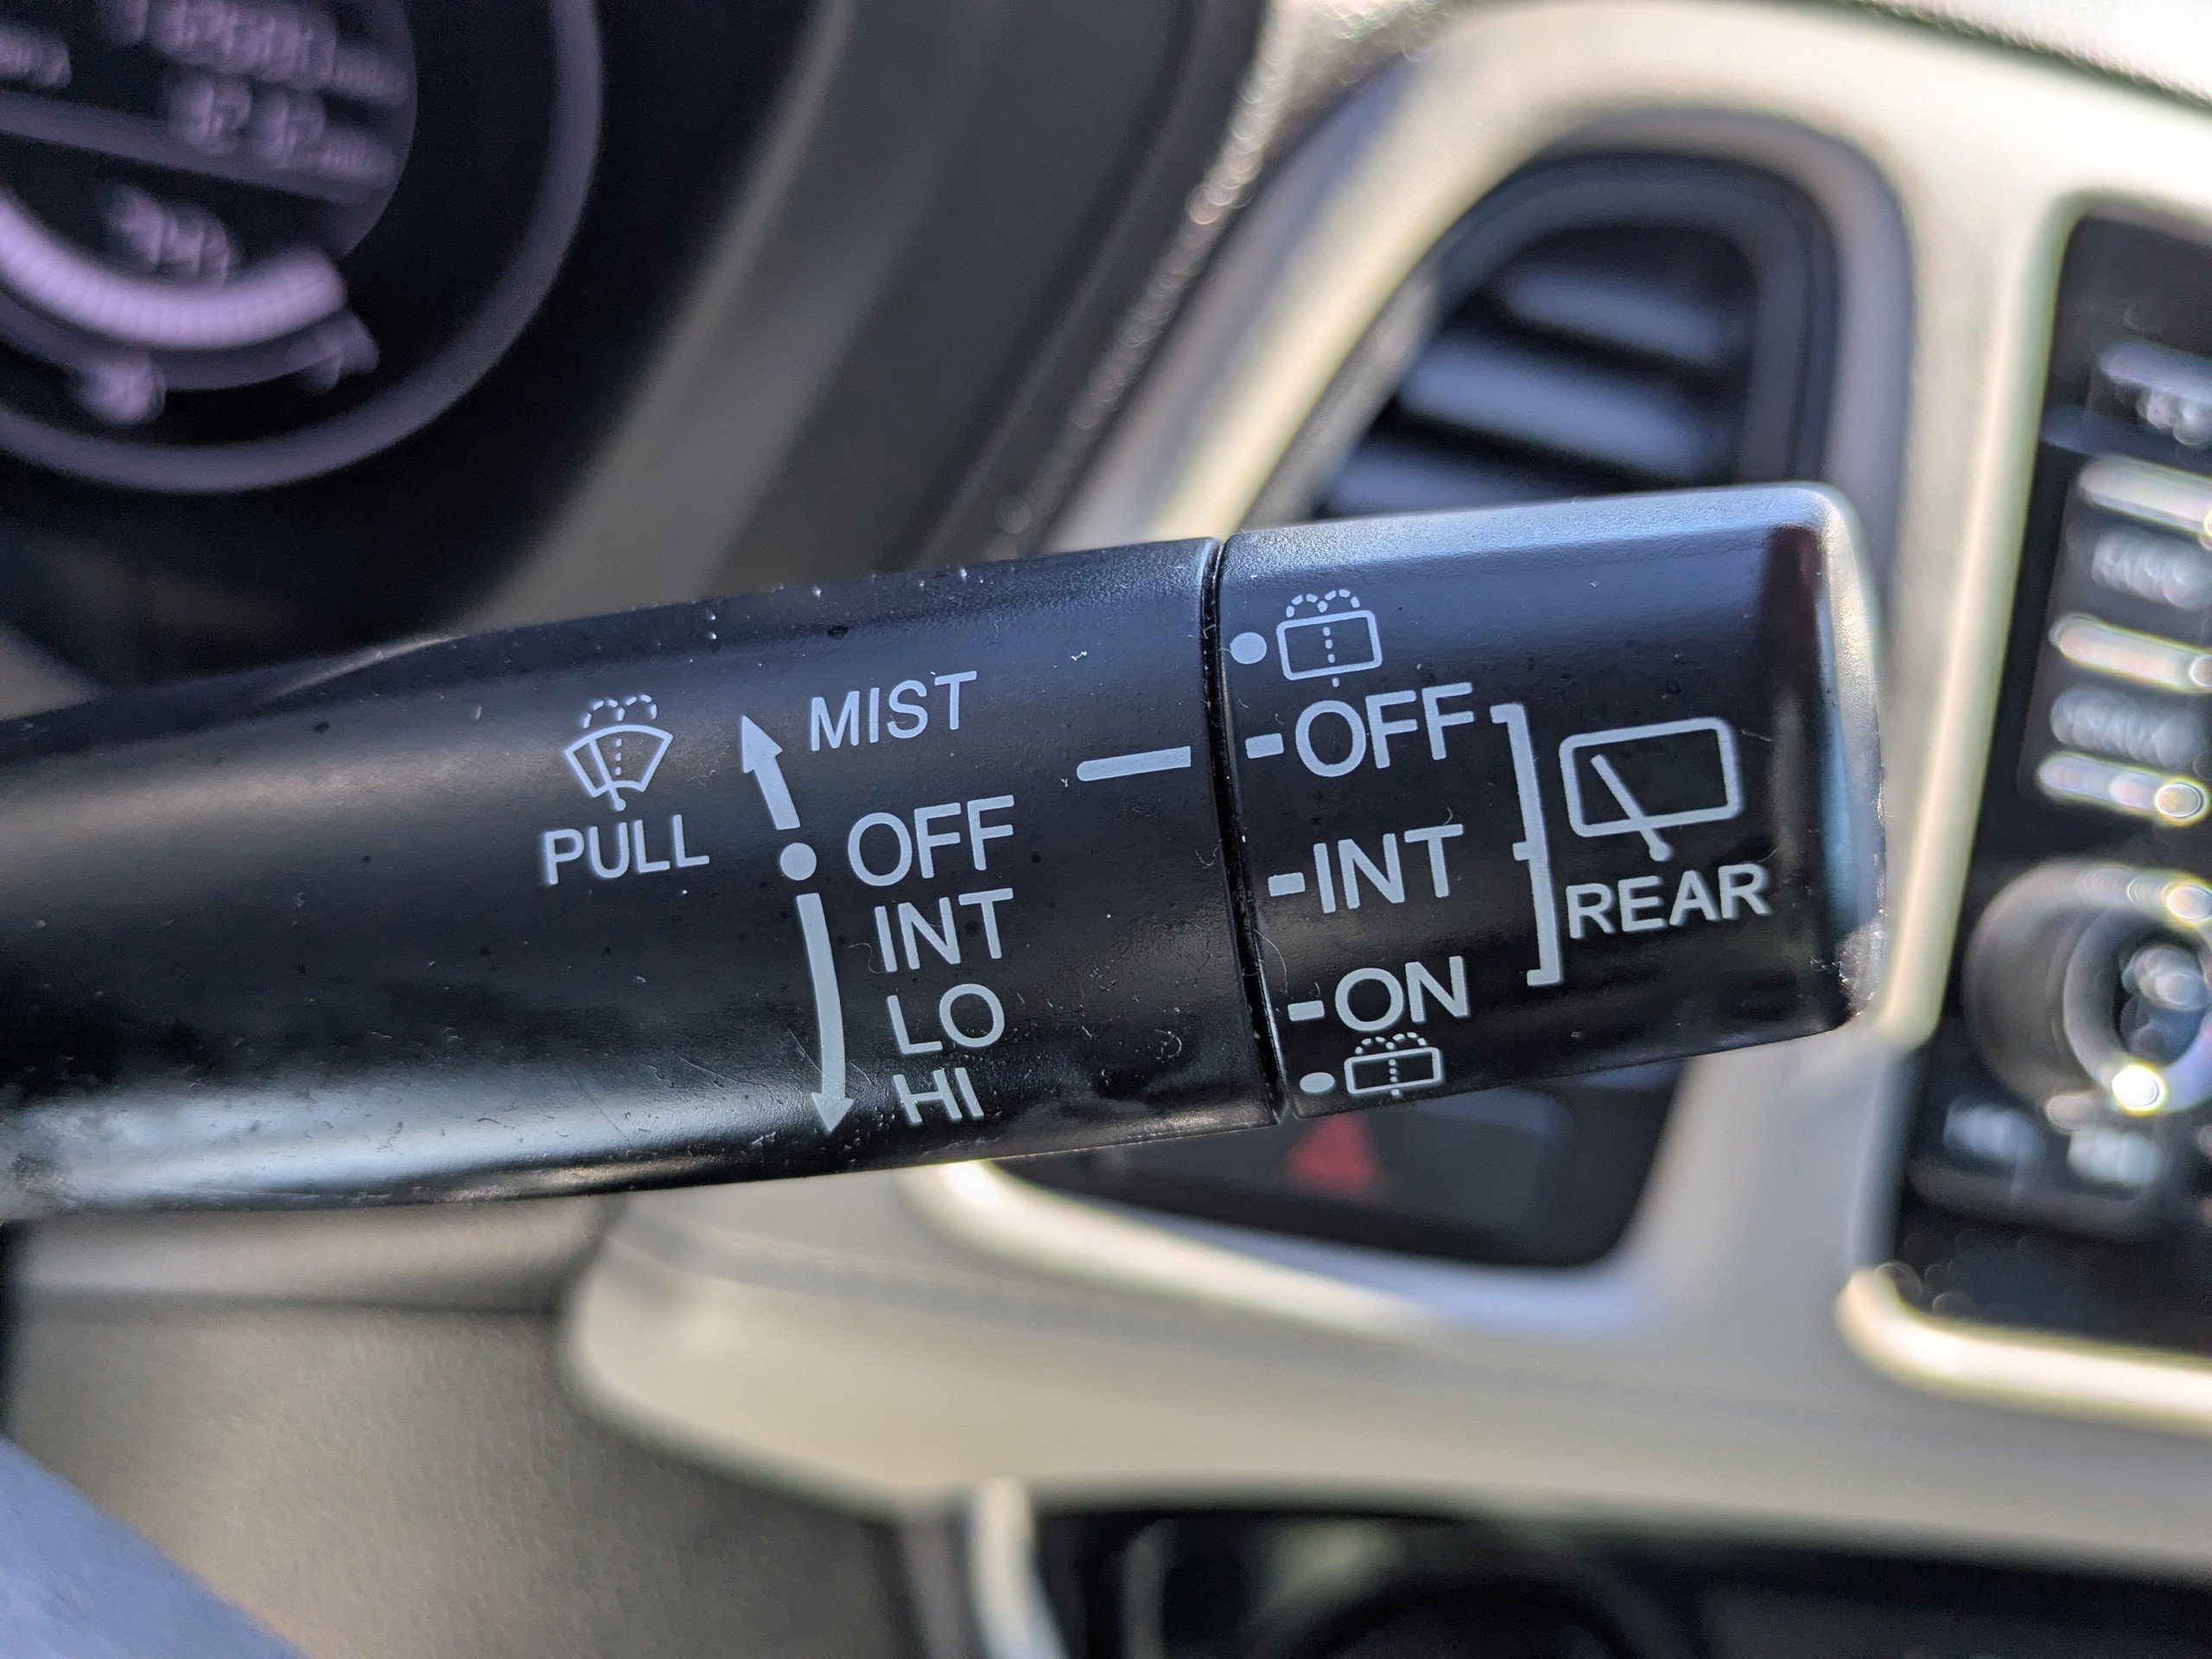 MIST
PULL
OFF
INT
LO
HI
OFF
INT
ON
REAR